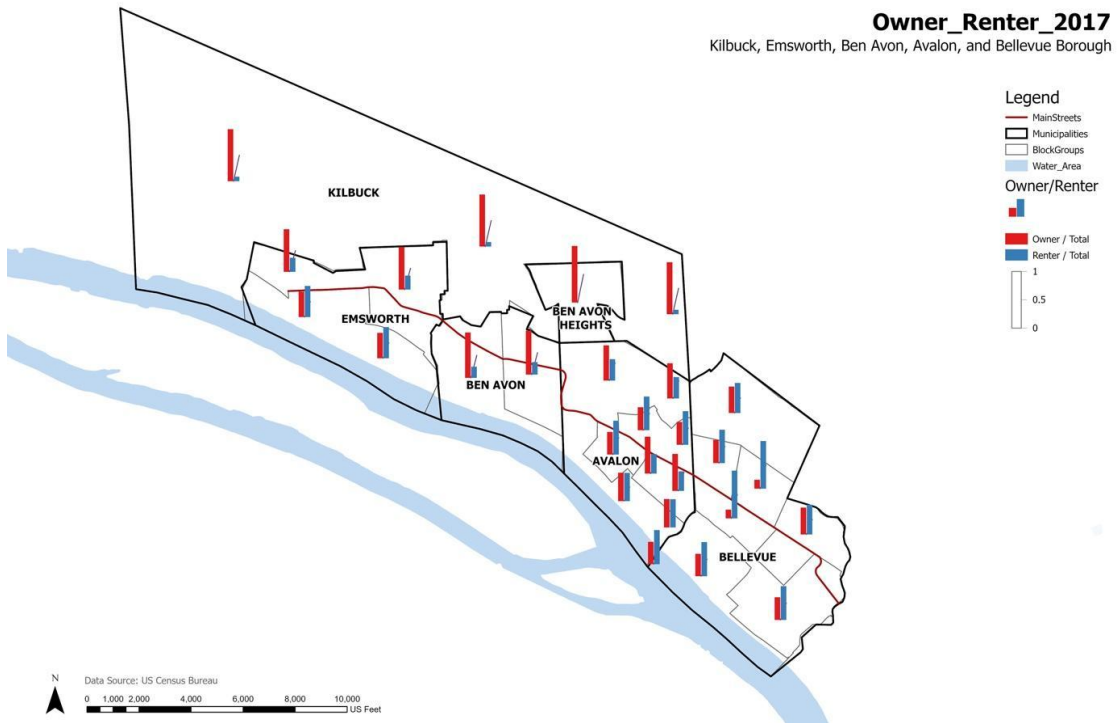 Owner_Renter_2017
Kilbuck, Emsworth, Ben Avon, Avalon, and Bellevue Borough
Legend
MainStreets
Municipalities
BlockGroups
Water_Area
Owner/Renter
Owner / Total
Renter / Total
1
0.5
0
KILBUCK
BEN AVON
HEIGHTS
EMSWORTH
BEN AVON
AVALON
BELLEVUE
N
Data Source: US Census Bureau
0 1,000 2,000 4,000 6,000 8,000 10,000
US Feet